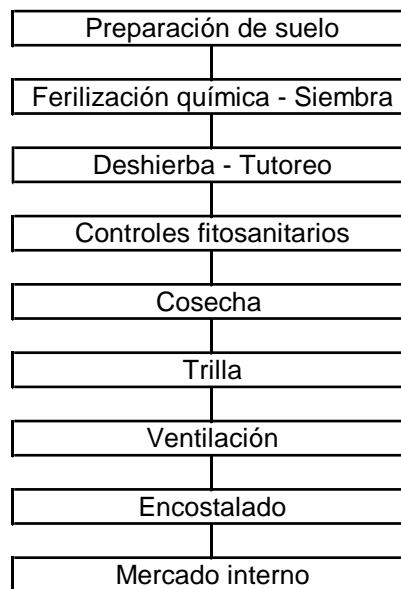 Preparación de suelo
Ferilización química - Siembra
Deshierba - Tutoreo
Controles fitosanitarios
Cosecha
Trilla
Ventilación
Encostalado
Mercado interno